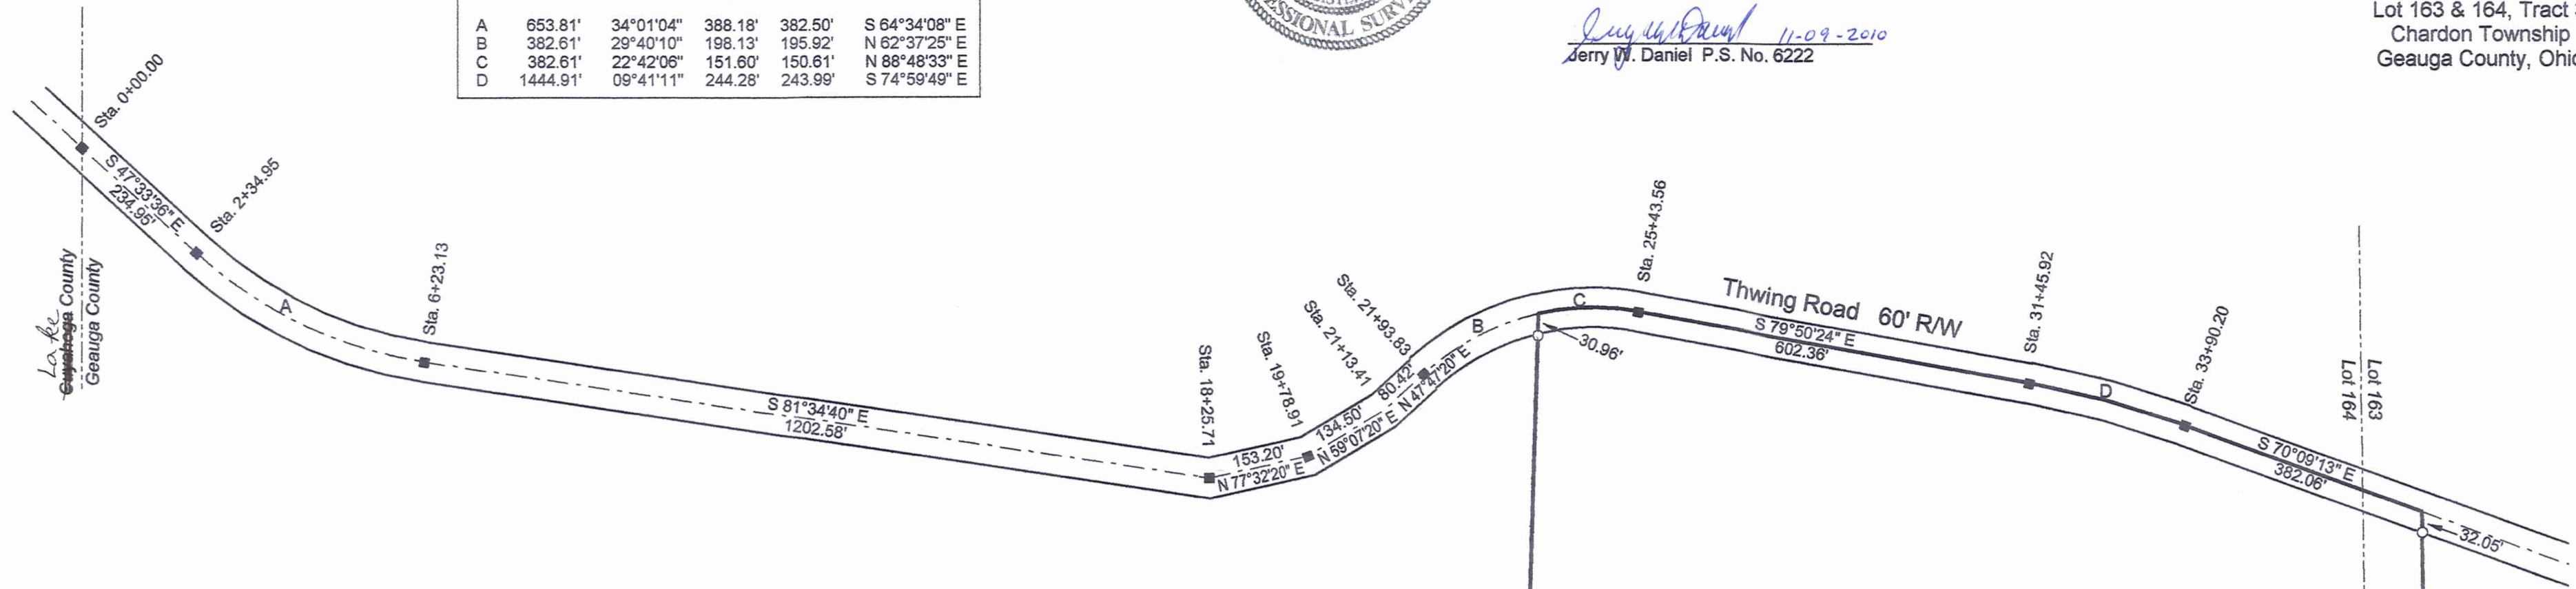 A 653.81' 34°01'04" 388.18' 382.50' S 64°34'08" E
B 382.61' 29°40'10" 198.13' 195.92' N 62°37'25" E
C 382.61' 22°42'06" 151.60' 150.61' N 88°48'33" E
D 1444.91' 09°41'11" 244.28' 243.99' S 74°59'49" E
ESSIONAL SURV
11-09-2010
Jerry W. Daniel P.S. No. 6222
Lot 163 & 164, Tract
Chardon Township
Geauga County, Ohio
Sta. 0+00.00
S 47°33'36" E
234.95'
Sta. 2+34.95
Lake
Cuyahoga County
Geauga County
A
Sta. 6+23.13
S 81°34'40" E
1202.58'
Sta. 18+25.71
153.20'
N 77°32'20" E
Sta. 19+78.91
134.50'
N 59°07'20" E
Sta. 21+13.41
80.42'
N 47°47'20" E
Sta. 21+93.83
B
C
30.96'
Sta. 25+43.56
Thwing Road 60' R/W
S 79°50'24" E
602.36'
Sta. 31+45.92
D
Sta. 33+90.20
S 70°09'13" E
382.06'
Lot 164
Lot 163
32.05'